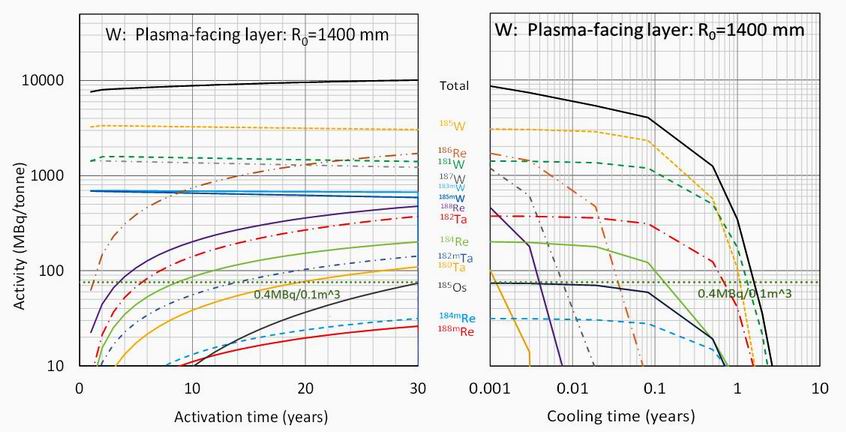 W: Plasma-facing layer: R₀=1400 mm
10000
1000
100
10
0
10
20
30
Activity (MBq/tonne)
Activation time (years)
0.4MBq/0.1m^3
Total
¹⁸⁵W
¹⁸⁶Re
¹⁸¹W
¹⁸⁷W
¹⁸³ᵐW
¹⁸⁵ᵐW
¹⁸⁸Re
¹⁸²Ta
¹⁸⁴Re
¹⁸²ᵐTa
¹⁸⁰Ta
¹⁸⁵Os
¹⁸⁴ᵐRe
¹⁸⁸ᵐRe
W: Plasma-facing layer: R₀=1400 mm
0.4MBq/0.1m^3
0.001
0.01
0.1
1
10
Cooling time (years)